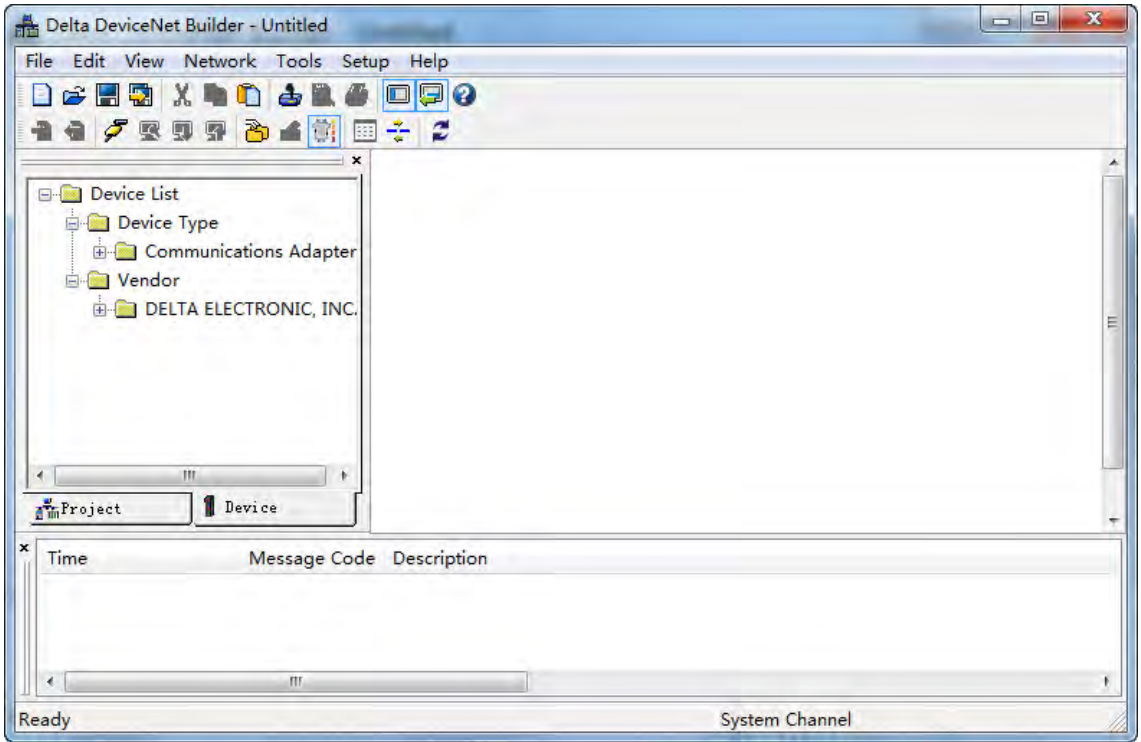 Delta DeviceNet Builder - Untitled
File Edit View Network Tools Setup Help
Device List
Device Type
Communications Adapter
Vendor
DELTA ELECTRONIC, INC.
Project Device
Time Message Code Description
Ready System Channel